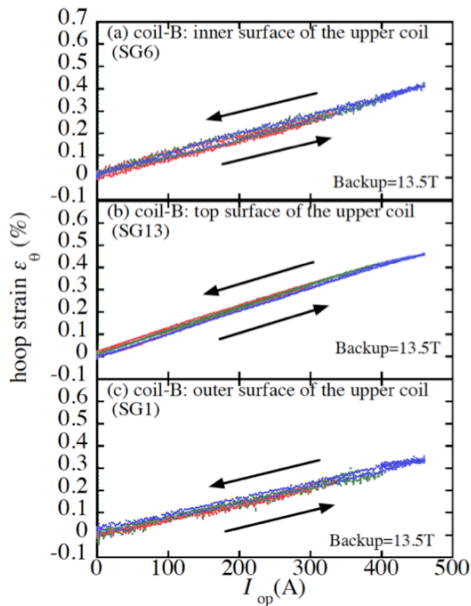 0.7
(a) coil-B: inner surface of the upper coil
0.6
(SG6)
0.5
0.4
0.3
0.2
0.1
0
Backup=13.5T
-0.1
(b) coil-B: top surface of the upper coil
0.6
(SG13)
0.5
0.4
0.3
0.2
0.1
Backup=13.5T
0
-0.1
(c) coil-B: outer surface of the upper coil
0.6
(SG1)
0.5
0.4
0.3
0.2
0.1
0
Backup=13.5T
-0.1
hoop strain εθ (%)
0 100 200 300 400 500
Iop(A)